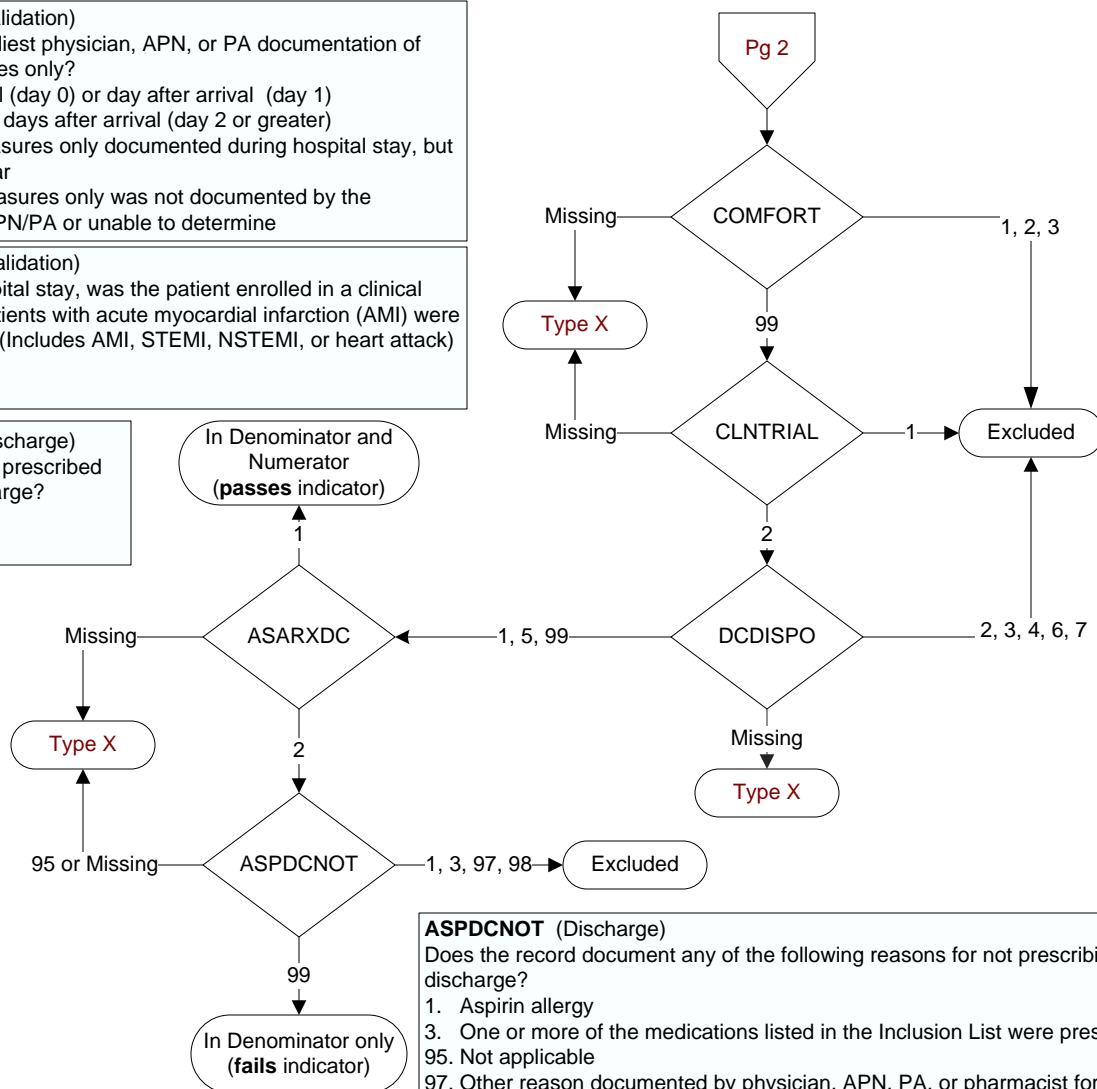 alidation)
liest physician, APN, or PA documentation of
es only?
l (day 0) or day after arrival (day 1)
days after arrival (day 2 or greater)
sures only documented during hospital stay, but
ar
easures only was not documented by the
PN/PA or unable to determine
alidation)
pital stay, was the patient enrolled in a clinical
tients with acute myocardial infarction (AMI) were
(Includes AMI, STEMI, NSTEMI, or heart attack)
scharge)
prescribed
arge?
Pg 2
COMFORT
Missing
1, 2, 3
Type X
99
Missing
CLNTRIAL
1
Excluded
2
In Denominator and
Numerator
(passes indicator)
1
Missing
ASARXDC
1, 5, 99
DCDISPO
2, 3, 4, 6, 7
Type X
2
Missing
Type X
95 or Missing
ASPDCNOT
1, 3, 97, 98
Excluded
99
In Denominator only
(fails indicator)
ASPDCNOT (Discharge)
Does the record document any of the following reasons for not prescribi
discharge?
1. Aspirin allergy
3. One or more of the medications listed in the Inclusion List were pres
95. Not applicable
97. Other reason documented by physician, APN, PA, or pharmacist for